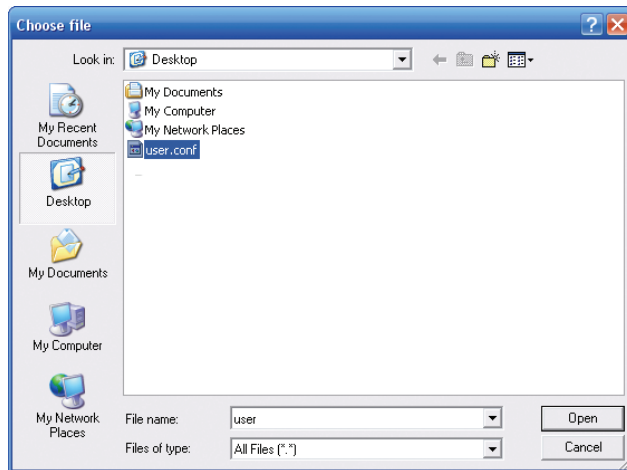 Choose file
Look in: Desktop
My Recent
Documents
Desktop
My Documents
My Computer
My Network
Places
My Documents
My Computer
My Network Places
user.conf
File name: user Open
Files of type: All Files (*.*) Cancel